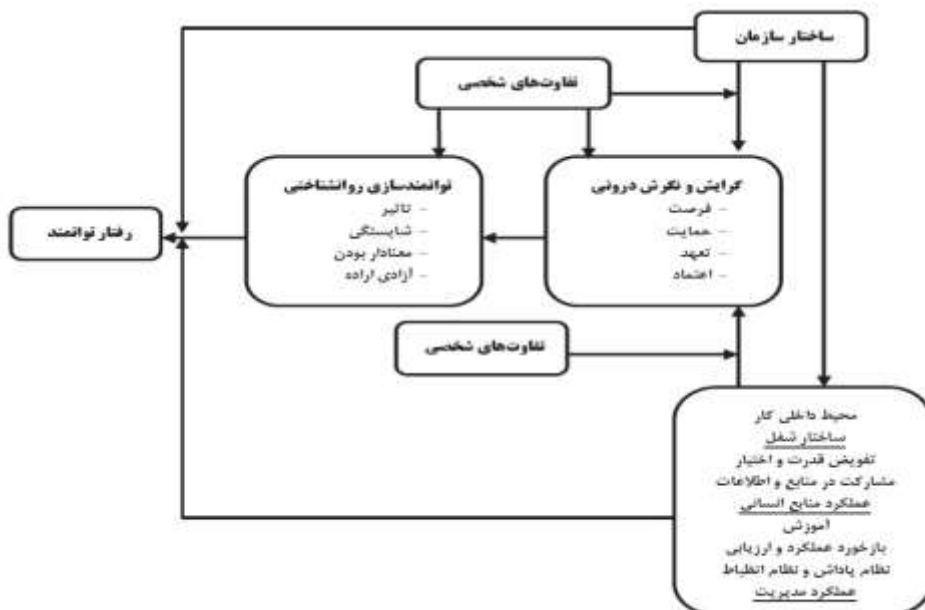 ساختار سازمان
تفاوت‌های شخصی
گرایش و نگرش درونی
– فرصت
– حمایت
– تعهد
– اعتماد
توانمندسازی روانشناختی
– تاثیر
– شایستگی
– معنادار بودن
– آزادی اراده
رفتار توانمند
تفاوت‌های شخصی
محیط داخلی کار
ساختار شغل
تفویض قدرت و اختیار
مشارکت در منابع و اطلاعات
عملکرد منابع انسانی
آموزش
بازخورد عملکرد و ارزیابی
نظام پاداش و نظام انظباط
عملکرد مدیریت